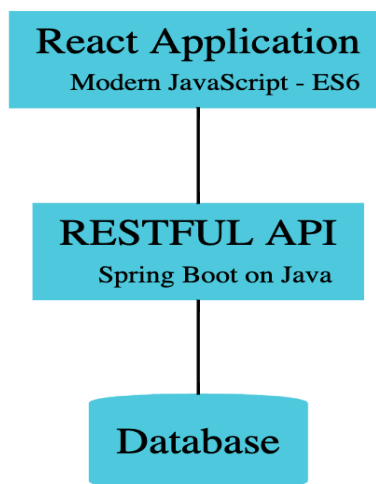 React Application
Modern JavaScript - ES6
RESTFUL API
Spring Boot on Java
Database